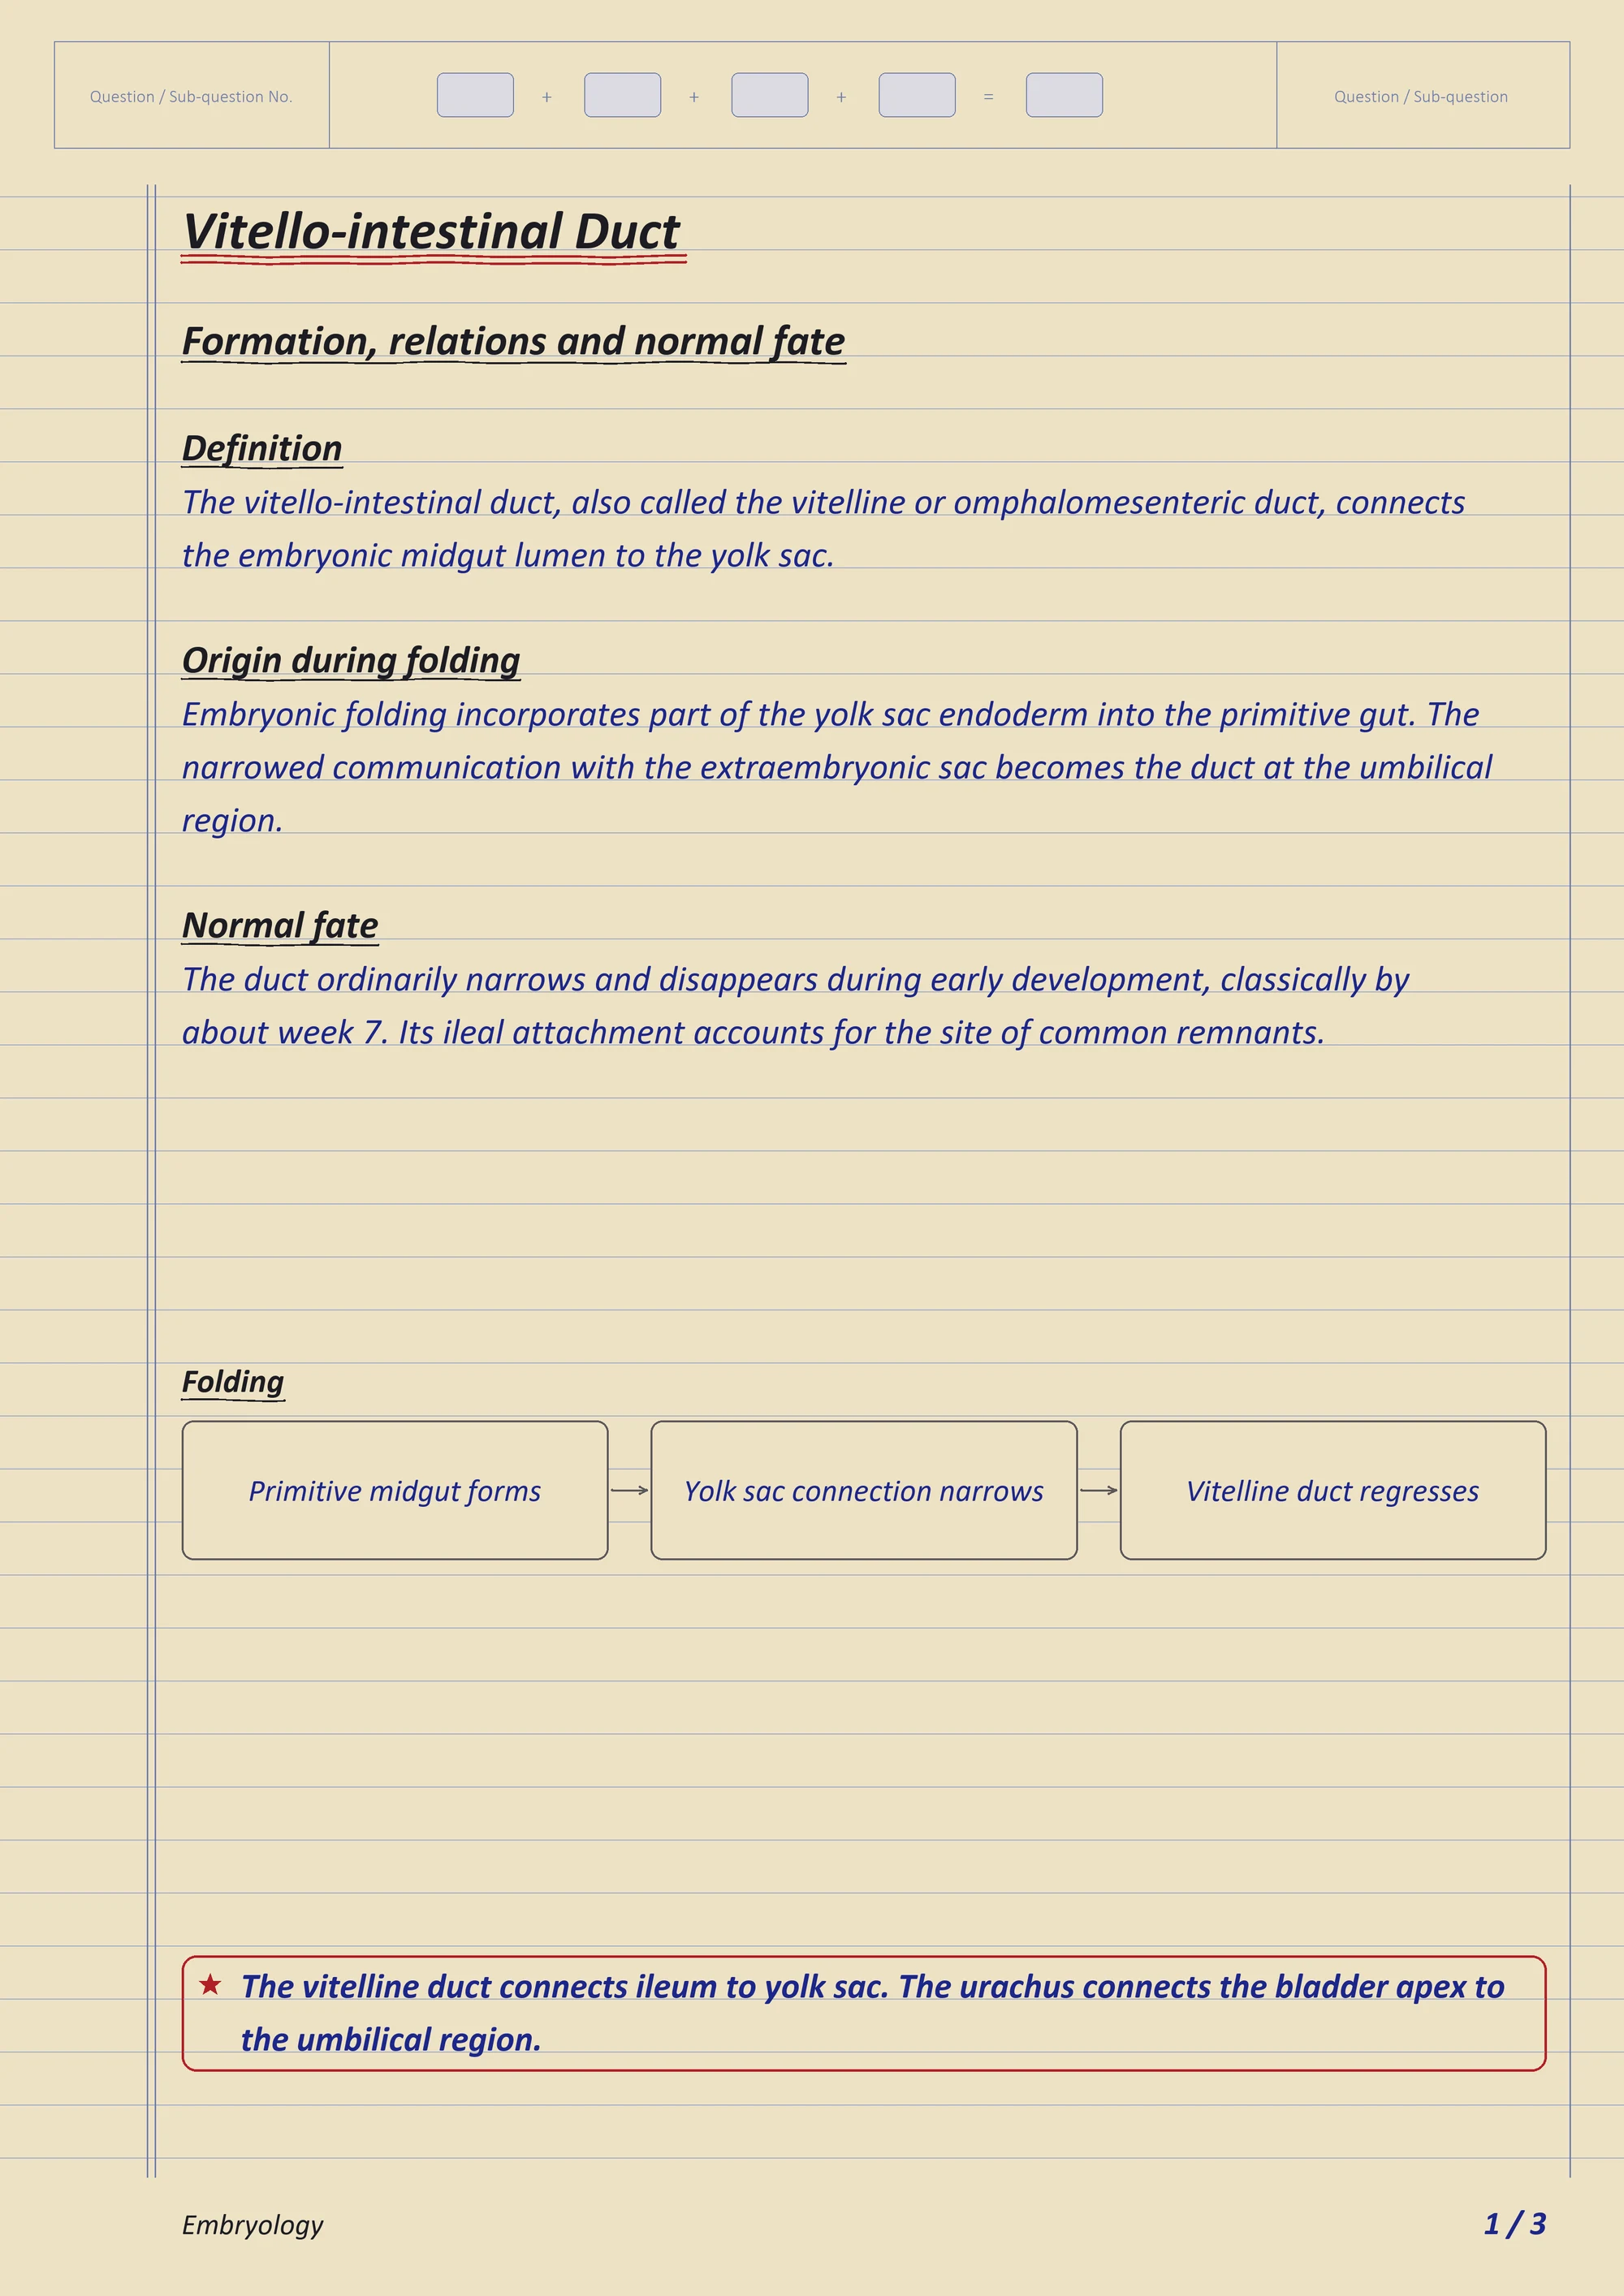 Question / Sub-question No.
+ + + =
Question / Sub-question
Vitello-intestinal Duct
Formation, relations and normal fate
Definition
The vitello-intestinal duct, also called the vitelline or omphalomesenteric duct, connects
the embryonic midgut lumen to the yolk sac.
Origin during folding
Embryonic folding incorporates part of the yolk sac endoderm into the primitive gut. The
narrowed communication with the extraembryonic sac becomes the duct at the umbilical
region.
Normal fate
The duct ordinarily narrows and disappears during early development, classically by
about week 7. Its ileal attachment accounts for the site of common remnants.
Folding
Primitive midgut forms
Yolk sac connection narrows
Vitelline duct regresses
★ The vitelline duct connects ileum to yolk sac. The urachus connects the bladder apex to
the umbilical region.
Embryology
1 / 3